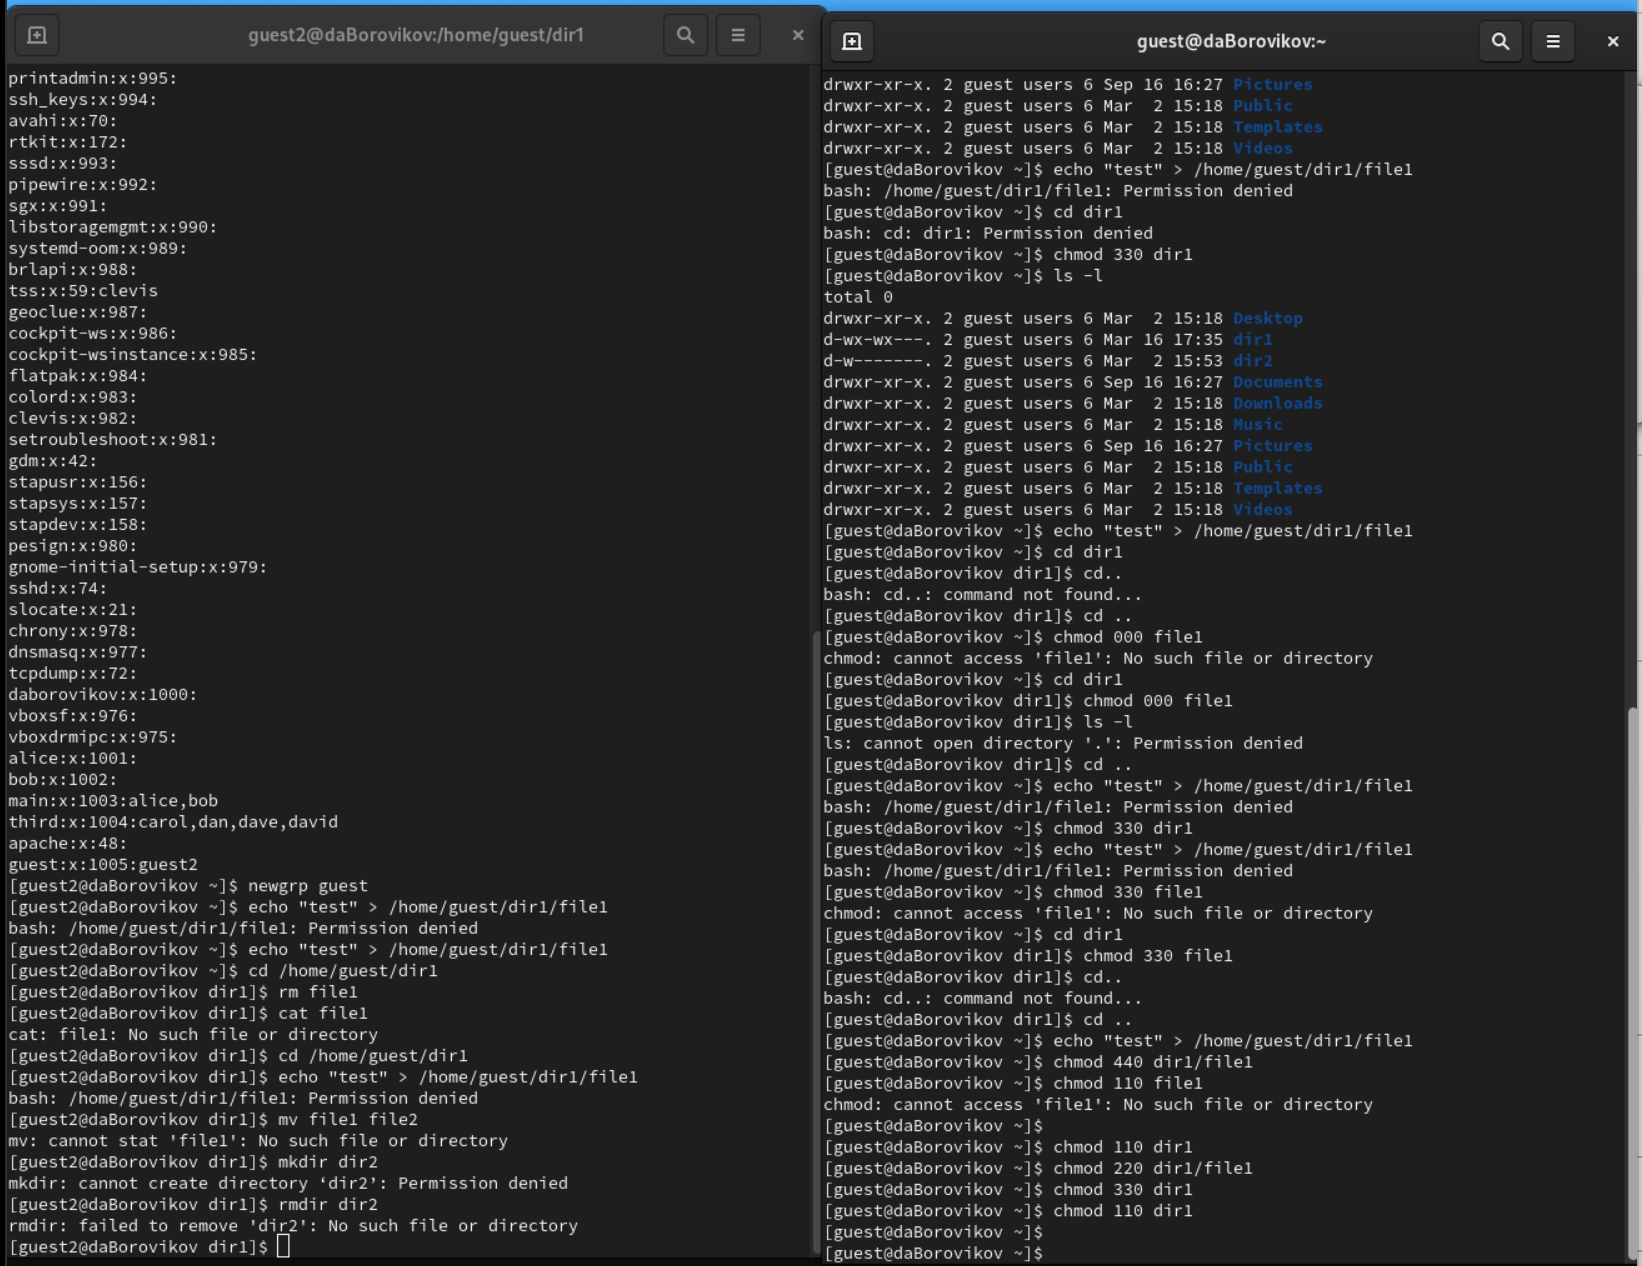 guest2@daBorovikov:/home/guest/dir1
printadmin:x:995:
ssh_keys:x:994:
avahi:x:70:
rtkit:x:172:
sssd:x:993:
pipewire:x:992:
sgx:x:991:
libstoragemgmt:x:990:
systemd-oom:x:989:
brlapi:x:988:
tss:x:59:clevis
geoclue:x:987:
cockpit-ws:x:986:
cockpit-wsinstance:x:985:
flatpak:x:984:
colord:x:983:
clevis:x:982:
setroubleshoot:x:981:
gdm:x:42:
stapusr:x:156:
stapsys:x:157:
stapdev:x:158:
pesign:x:980:
gnome-initial-setup:x:979:
sshd:x:74:
slocate:x:21:
chrony:x:978:
dnsmasq:x:977:
tcpdump:x:72:
daborovikov:x:1000:
vboxsf:x:976:
vboxdrmipc:x:975:
alice:x:1001:
bob:x:1002:
main:x:1003:alice,bob
third:x:1004:carol,dan,dave,david
apache:x:48:
guest:x:1005:guest2
[guest2@daBorovikov ~]$ newgrp guest
[guest2@daBorovikov ~]$ echo "test" > /home/guest/dir1/file1
bash: /home/guest/dir1/file1: Permission denied
[guest2@daBorovikov ~]$ echo "test" > /home/guest/dir1/file1
[guest2@daBorovikov ~]$ cd /home/guest/dir1
[guest2@daBorovikov dir1]$ rm file1
[guest2@daBorovikov dir1]$ cat file1
cat: file1: No such file or directory
[guest2@daBorovikov dir1]$ cd /home/guest/dir1
[guest2@daBorovikov dir1]$ echo "test" > /home/guest/dir1/file1
bash: /home/guest/dir1/file1: Permission denied
[guest2@daBorovikov dir1]$ mv file1 file2
mv: cannot stat 'file1': No such file or directory
[guest2@daBorovikov dir1]$ mkdir dir2
mkdir: cannot create directory ‘dir2’: Permission denied
[guest2@daBorovikov dir1]$ rmdir dir2
rmdir: failed to remove 'dir2': No such file or directory
[guest2@daBorovikov dir1]$
guest@daBorovikov:~
drwxr-xr-x. 2 guest users 6 Sep 16 16:27 Pictures
drwxr-xr-x. 2 guest users 6 Mar  2 15:18 Public
drwxr-xr-x. 2 guest users 6 Mar  2 15:18 Templates
drwxr-xr-x. 2 guest users 6 Mar  2 15:18 Videos
[guest@daBorovikov ~]$ echo "test" > /home/guest/dir1/file1
bash: /home/guest/dir1/file1: Permission denied
[guest@daBorovikov ~]$ cd dir1
bash: cd: dir1: Permission denied
[guest@daBorovikov ~]$ chmod 330 dir1
[guest@daBorovikov ~]$ ls -l
total 0
drwxr-xr-x. 2 guest users 6 Mar  2 15:18 Desktop
d-wx-wx---. 2 guest users 6 Mar 16 17:35 dir1
d-w-------. 2 guest users 6 Mar  2 15:53 dir2
drwxr-xr-x. 2 guest users 6 Sep 16 16:27 Documents
drwxr-xr-x. 2 guest users 6 Mar  2 15:18 Downloads
drwxr-xr-x. 2 guest users 6 Mar  2 15:18 Music
drwxr-xr-x. 2 guest users 6 Sep 16 16:27 Pictures
drwxr-xr-x. 2 guest users 6 Mar  2 15:18 Public
drwxr-xr-x. 2 guest users 6 Mar  2 15:18 Templates
drwxr-xr-x. 2 guest users 6 Mar  2 15:18 Videos
[guest@daBorovikov ~]$ echo "test" > /home/guest/dir1/file1
[guest@daBorovikov ~]$ cd dir1
[guest@daBorovikov dir1]$ cd..
bash: cd..: command not found...
[guest@daBorovikov dir1]$ cd ..
[guest@daBorovikov ~]$ chmod 000 file1
chmod: cannot access 'file1': No such file or directory
[guest@daBorovikov ~]$ cd dir1
[guest@daBorovikov dir1]$ chmod 000 file1
[guest@daBorovikov dir1]$ ls -l
ls: cannot open directory '.': Permission denied
[guest@daBorovikov dir1]$ cd ..
[guest@daBorovikov ~]$ echo "test" > /home/guest/dir1/file1
bash: /home/guest/dir1/file1: Permission denied
[guest@daBorovikov ~]$ chmod 330 dir1
[guest@daBorovikov ~]$ echo "test" > /home/guest/dir1/file1
bash: /home/guest/dir1/file1: Permission denied
[guest@daBorovikov ~]$ chmod 330 file1
chmod: cannot access 'file1': No such file or directory
[guest@daBorovikov ~]$ cd dir1
[guest@daBorovikov dir1]$ chmod 330 file1
[guest@daBorovikov dir1]$ cd..
bash: cd..: command not found...
[guest@daBorovikov dir1]$ cd ..
[guest@daBorovikov ~]$ echo "test" > /home/guest/dir1/file1
[guest@daBorovikov ~]$ chmod 440 dir1/file1
[guest@daBorovikov ~]$ chmod 110 file1
chmod: cannot access 'file1': No such file or directory
[guest@daBorovikov ~]$
[guest@daBorovikov ~]$ chmod 110 dir1
[guest@daBorovikov ~]$ chmod 220 dir1/file1
[guest@daBorovikov ~]$ chmod 330 dir1
[guest@daBorovikov ~]$ chmod 110 dir1
[guest@daBorovikov ~]$
[guest@daBorovikov ~]$